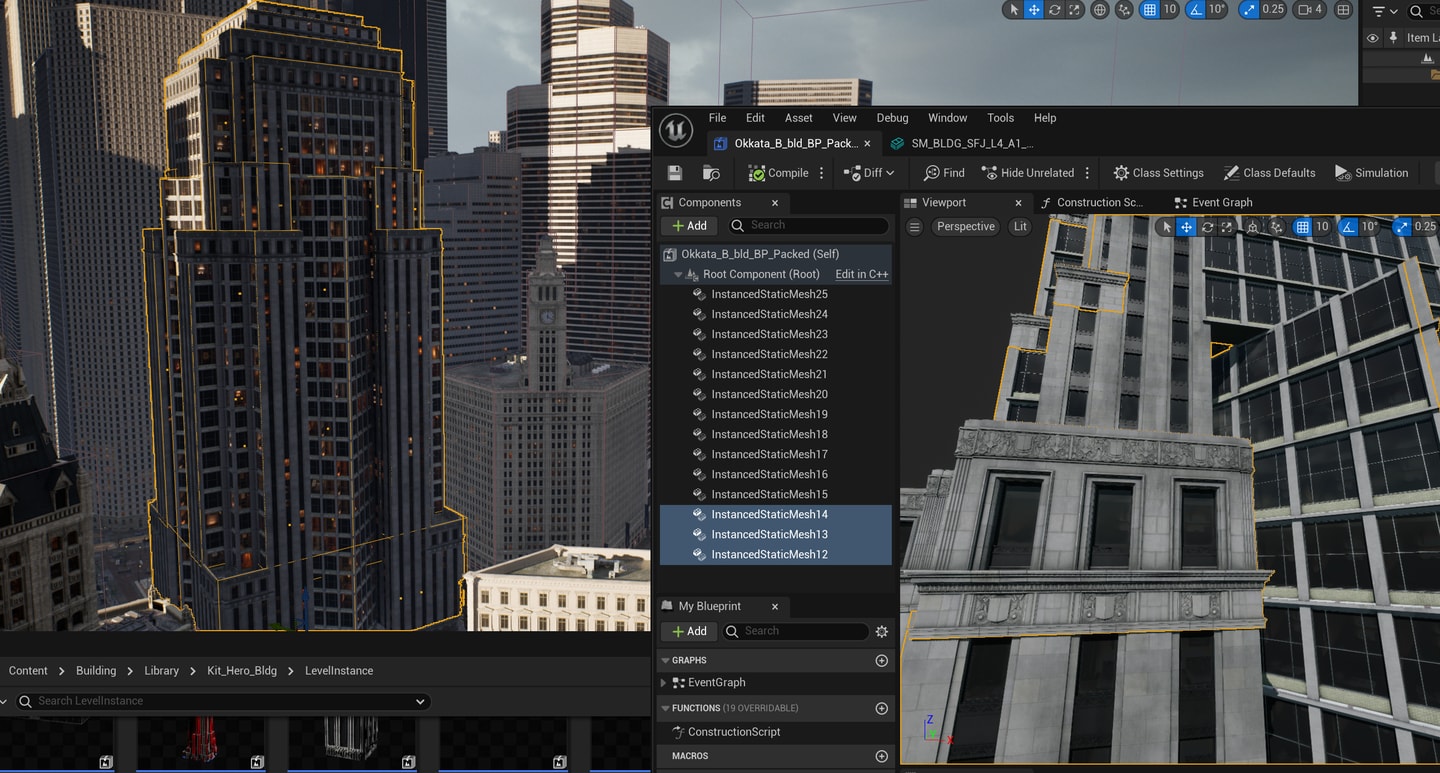 10 10° 0.25 4
Item La
File Edit Asset View Debug Window Tools Help
Okkata_B_bld_BP_Pack... SM_BLDG_SFJ_L4_A1_...
Compile Diff Find Hide Unrelated Class Settings Class Defaults Simulation
Components Viewport Construction Sc... Event Graph
Add Search Perspective Lit 10 10° 0.25
Okkata_B_bld_BP_Packed (Self)
Root Component (Root) Edit in C++
InstancedStaticMesh25
InstancedStaticMesh24
InstancedStaticMesh23
InstancedStaticMesh22
InstancedStaticMesh21
InstancedStaticMesh20
InstancedStaticMesh19
InstancedStaticMesh18
InstancedStaticMesh17
InstancedStaticMesh16
InstancedStaticMesh15
InstancedStaticMesh14
InstancedStaticMesh13
InstancedStaticMesh12
My Blueprint
Add Search
GRAPHS
EventGraph
FUNCTIONS (19 OVERRIDABLE)
ConstructionScript
MACROS
Content Building Library Kit_Hero_Bldg LevelInstance
Search LevelInstance
Z
X